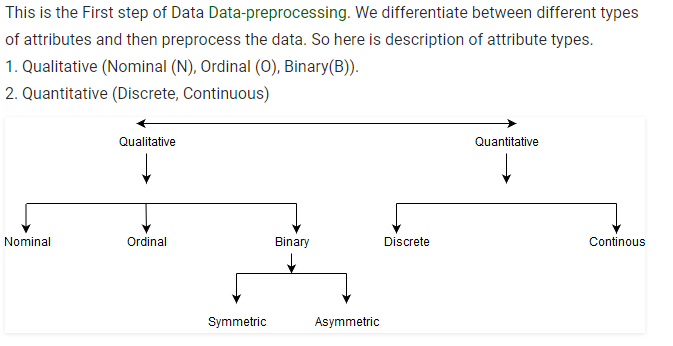 This is the First step of Data Data-preprocessing. We differentiate between different types
of attributes and then preprocess the data. So here is description of attribute types.
1. Qualitative (Nominal (N), Ordinal (O), Binary(B)).
2. Quantitative (Discrete, Continuous)
Qualitative Quantitative
Nominal Ordinal Binary Discrete Continous
Symmetric Asymmetric